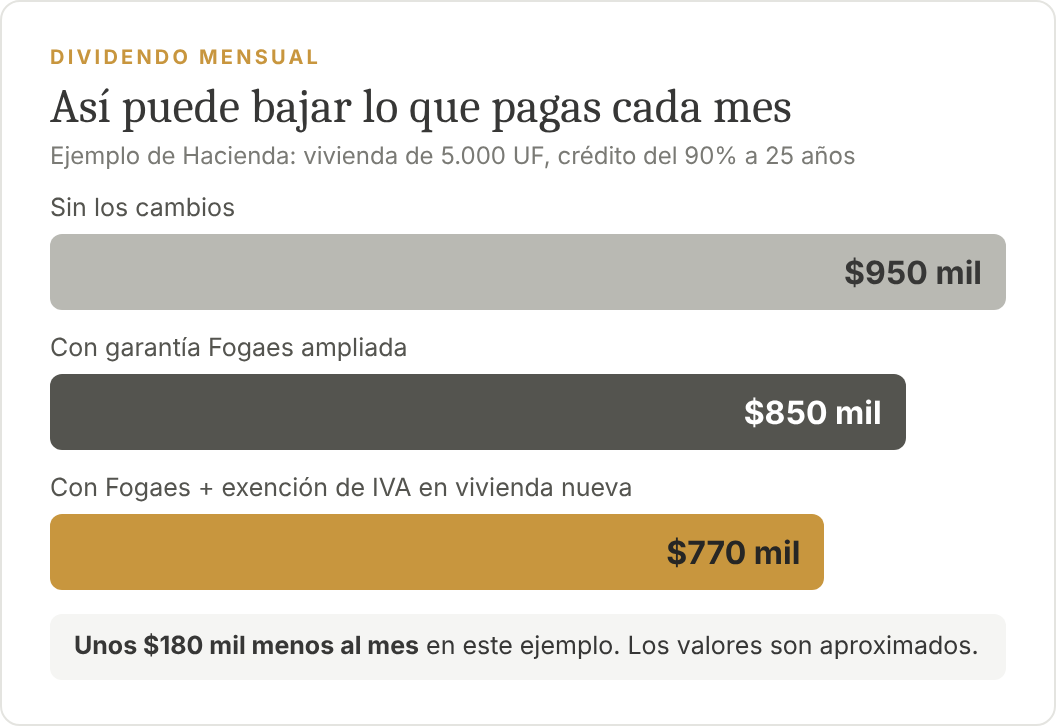 DIVIDENDO MENSUAL
Así puede bajar lo que pagas cada mes
Ejemplo de Hacienda: vivienda de 5.000 UF, crédito del 90% a 25 años
Sin los cambios
$950 mil
Con garantía Fogaes ampliada
$850 mil
Con Fogaes + exención de IVA en vivienda nueva
$770 mil
Unos $180 mil menos al mes en este ejemplo. Los valores son aproximados.